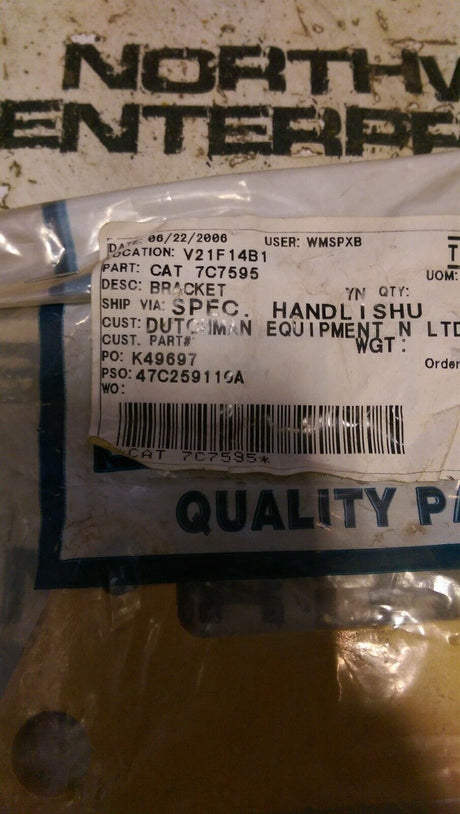 NORTHW
ENTERPR
DATE: 06/22/2006 USER: WMSPXB
LOCATION: V21F14B1
PART: CAT 7C7595
UOM:
DESC: BRACKET YN QTY:
SHIP VIA: SPEC. HANDLISHU
CUST: DUTCHMAN EQUIPMENT N LTD
CUST. PART# WGT:
PO: K49697
Order
PSO: 47C259119A
WO:
*CAT 7C7595*
QUALITY PA